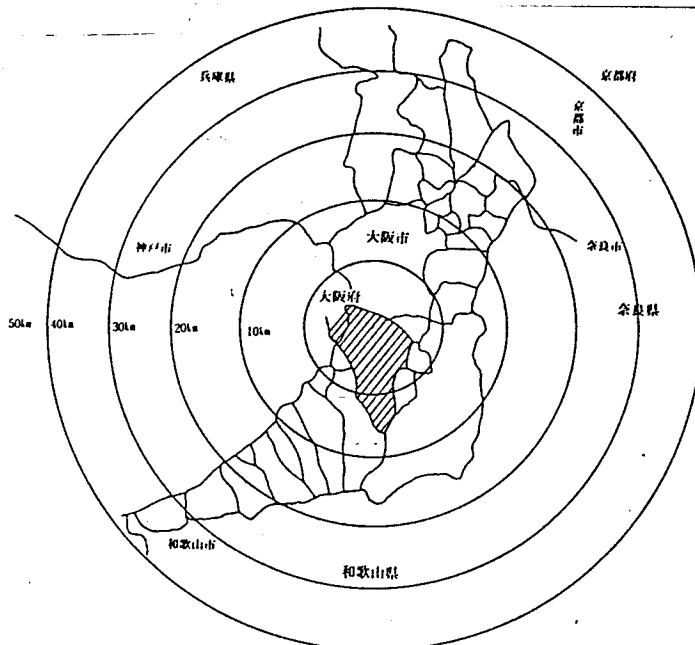 兵庫県
京都府
京都市
神戸市
大阪市
奈良市
大阪府
奈良県
50km
40km
30km
20km
10km
和歌山市
和歌山県